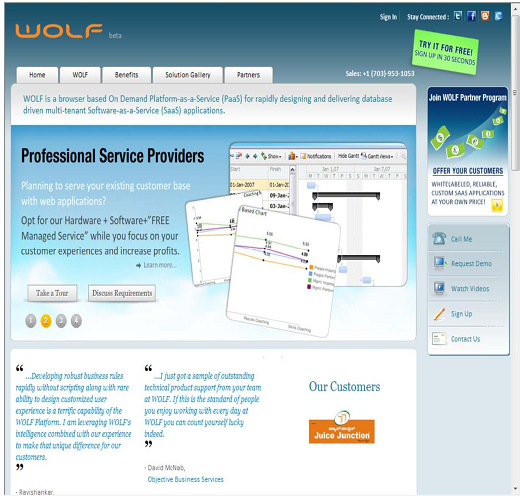 WOLF beta
Sign In | Stay Connected :
TRY IT FOR FREE!
SIGN UP IN 30 SECONDS
Home WOLF Benefits Solution Gallery Partners
Sales: +1 (703)-953-1053
WOLF is a browser based On Demand Platform-as-a-Service (PaaS) for rapidly designing and delivering database
driven multi-tenant Software-as-a-Service (SaaS) applications.
Professional Service Providers
Planning to serve your existing customer base
with web applications?
Opt for our Hardware + Software+"FREE
Managed Service" while you focus on your
customer experiences and increase profits.
Learn more...
Take a Tour Discuss Requirements
1 2 3 4
Show Notifications Hide Gantt Gantt Views
Start Finish Jan 1,07 Jan 7,07
01-Jan-2007
Based Chart
Results Coaching
Join WOLF Partner Program
OFFER YOUR CUSTOMERS
WHITELABELED, RELIABLE,
CUSTOM SAAS APPLICATIONS
AT YOUR OWN PRICE!
Call Me
Request Demo
Watch Videos
Sign Up
Contact Us
“ ...Developing robust business rules
rapidly without scripting along with rare
ability to design customized user
experience is a terrific capability of the
WOLF Platform. I am leveraging WOLF's
intelligence combined with our experience
to make that unique difference for our
customers.
”
- Ravishankar,
“ ...I just got a sample of outstanding
technical product support from your team
at WOLF. If this is the standard of people
you enjoy working with every day at
WOLF you can count yourself lucky
indeed.
”
- David McNab,
Objective Business Services
Our Customers
Juice Junction